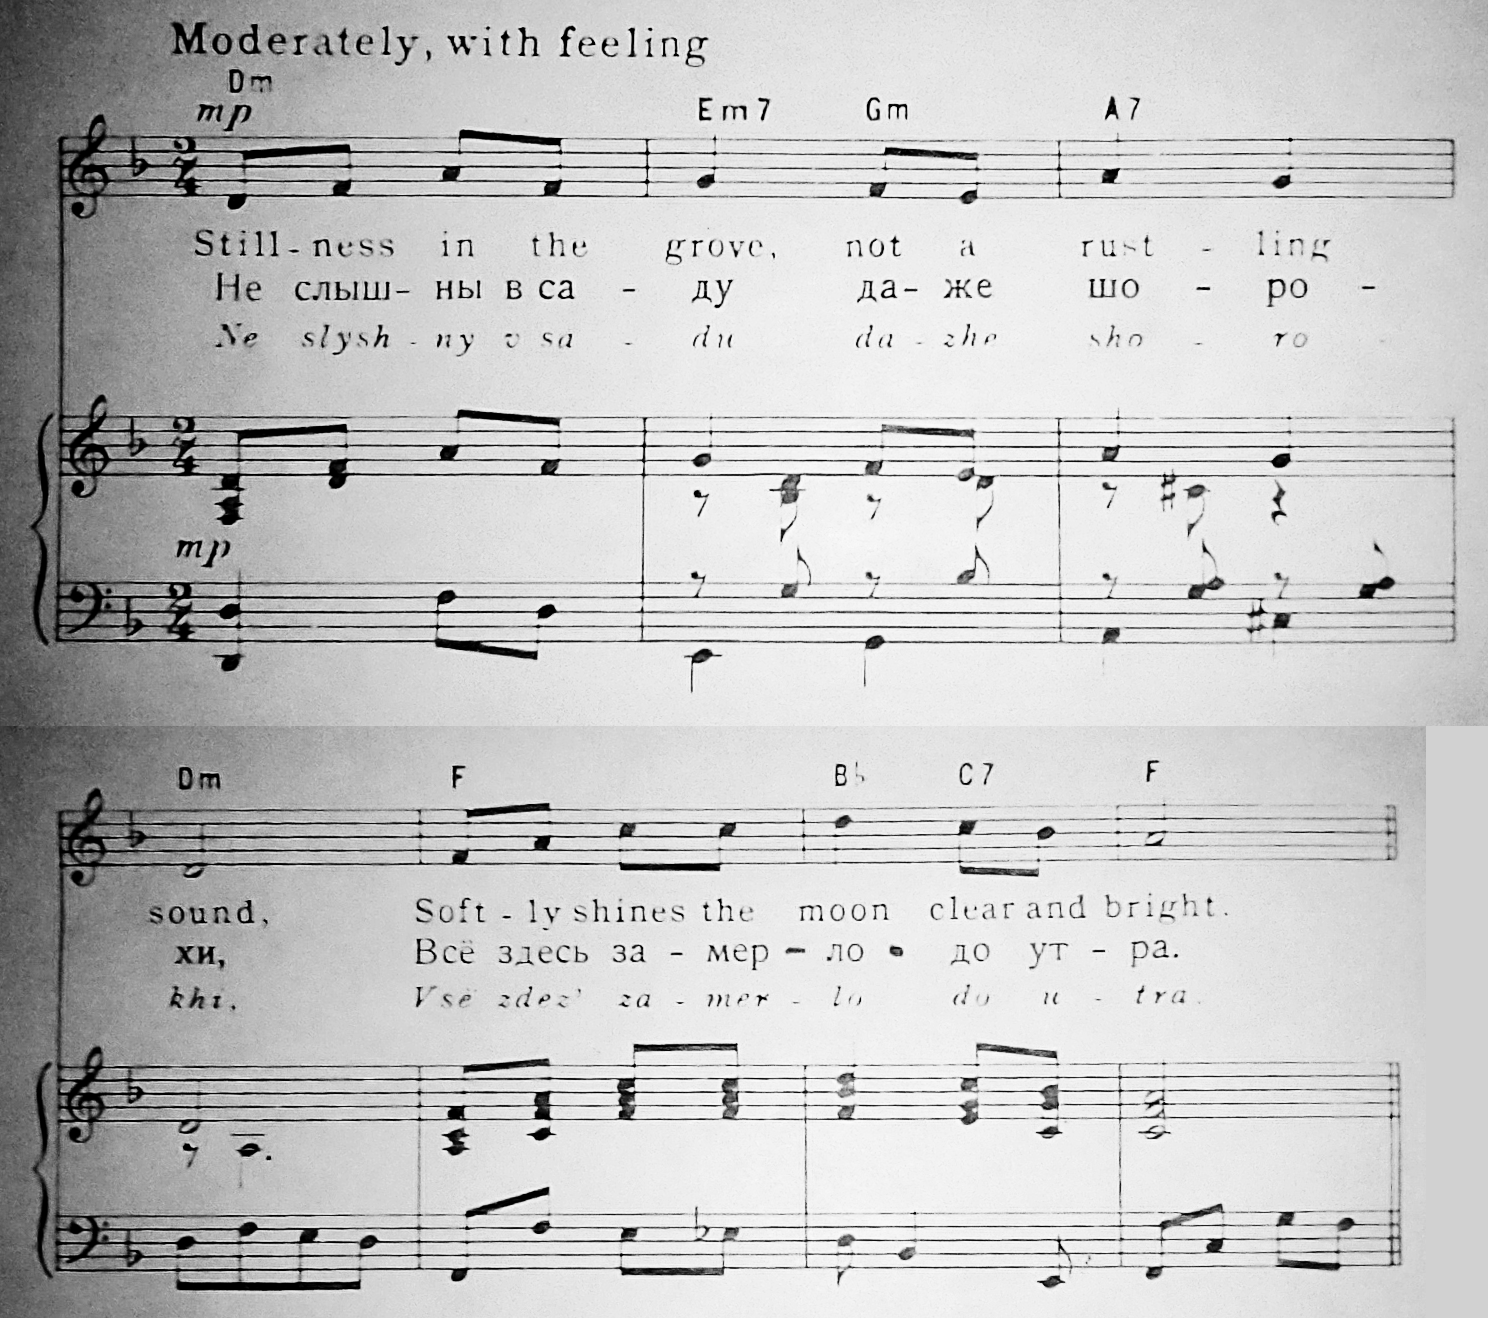 Moderately, with feeling
Dm
mp
Em7 Gm A7
Still-ness in the grove, not a rust - ling
Не слыш- ны в са - ду да- же шо - ро -
Ne slysh - ny v sa - du da - zhe sho - ro -
mp
Dm F B♭ C7 F
sound, Soft - ly shines the moon clear and bright.
хи, Всё здесь за - мер - ло до ут - ра.
khi, Vsë zdez' za - mer - lo do u - tra.